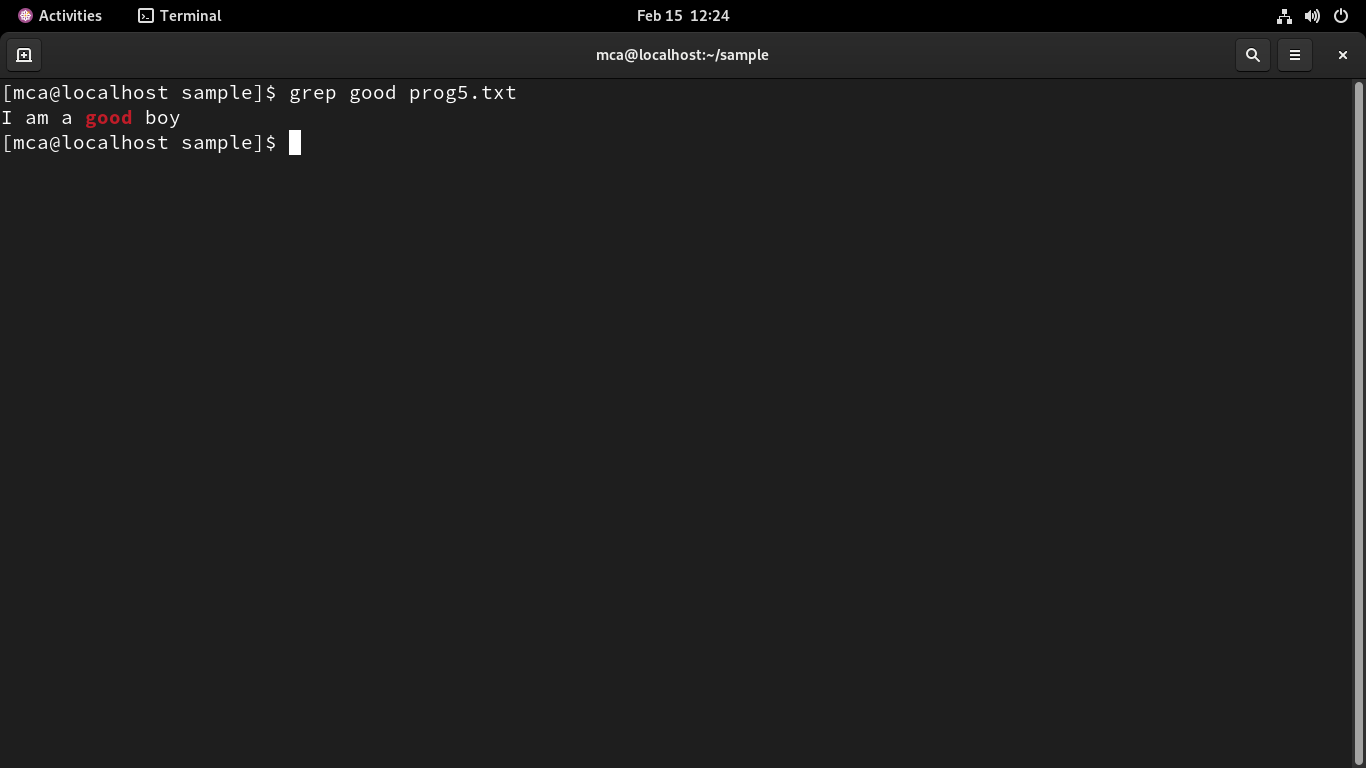 Activities Terminal Feb 15 12:24
mca@localhost:~/sample
[mca@localhost sample]$ grep good prog5.txt
I am a good boy
[mca@localhost sample]$